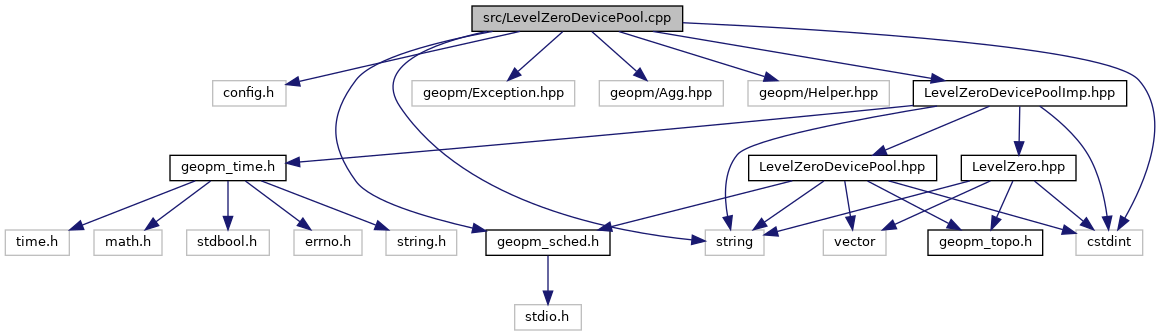 src/LevelZeroDevicePool.cpp
config.h
geopm/Exception.hpp
geopm/Agg.hpp
geopm/Helper.hpp
LevelZeroDevicePoolImp.hpp
geopm_time.h
LevelZeroDevicePool.hpp
LevelZero.hpp
time.h
math.h
stdbool.h
errno.h
string.h
geopm_sched.h
string
vector
geopm_topo.h
cstdint
stdio.h